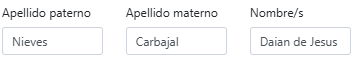 Apellido paterno Apellido materno Nombre/s
Nieves Carbajal Daian de Jesus